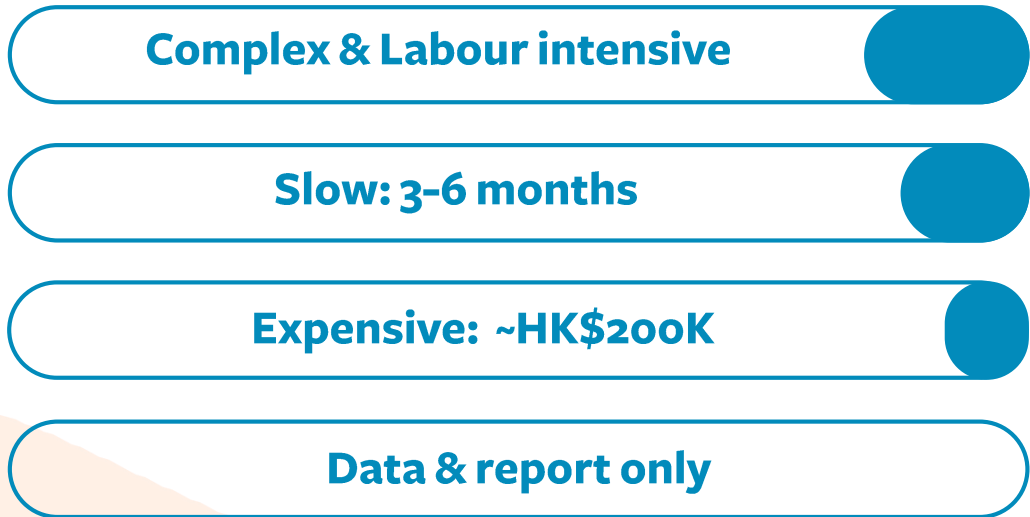 Complex & Labour intensive
Slow: 3-6 months
Expensive: ~HK$200K
Data & report only